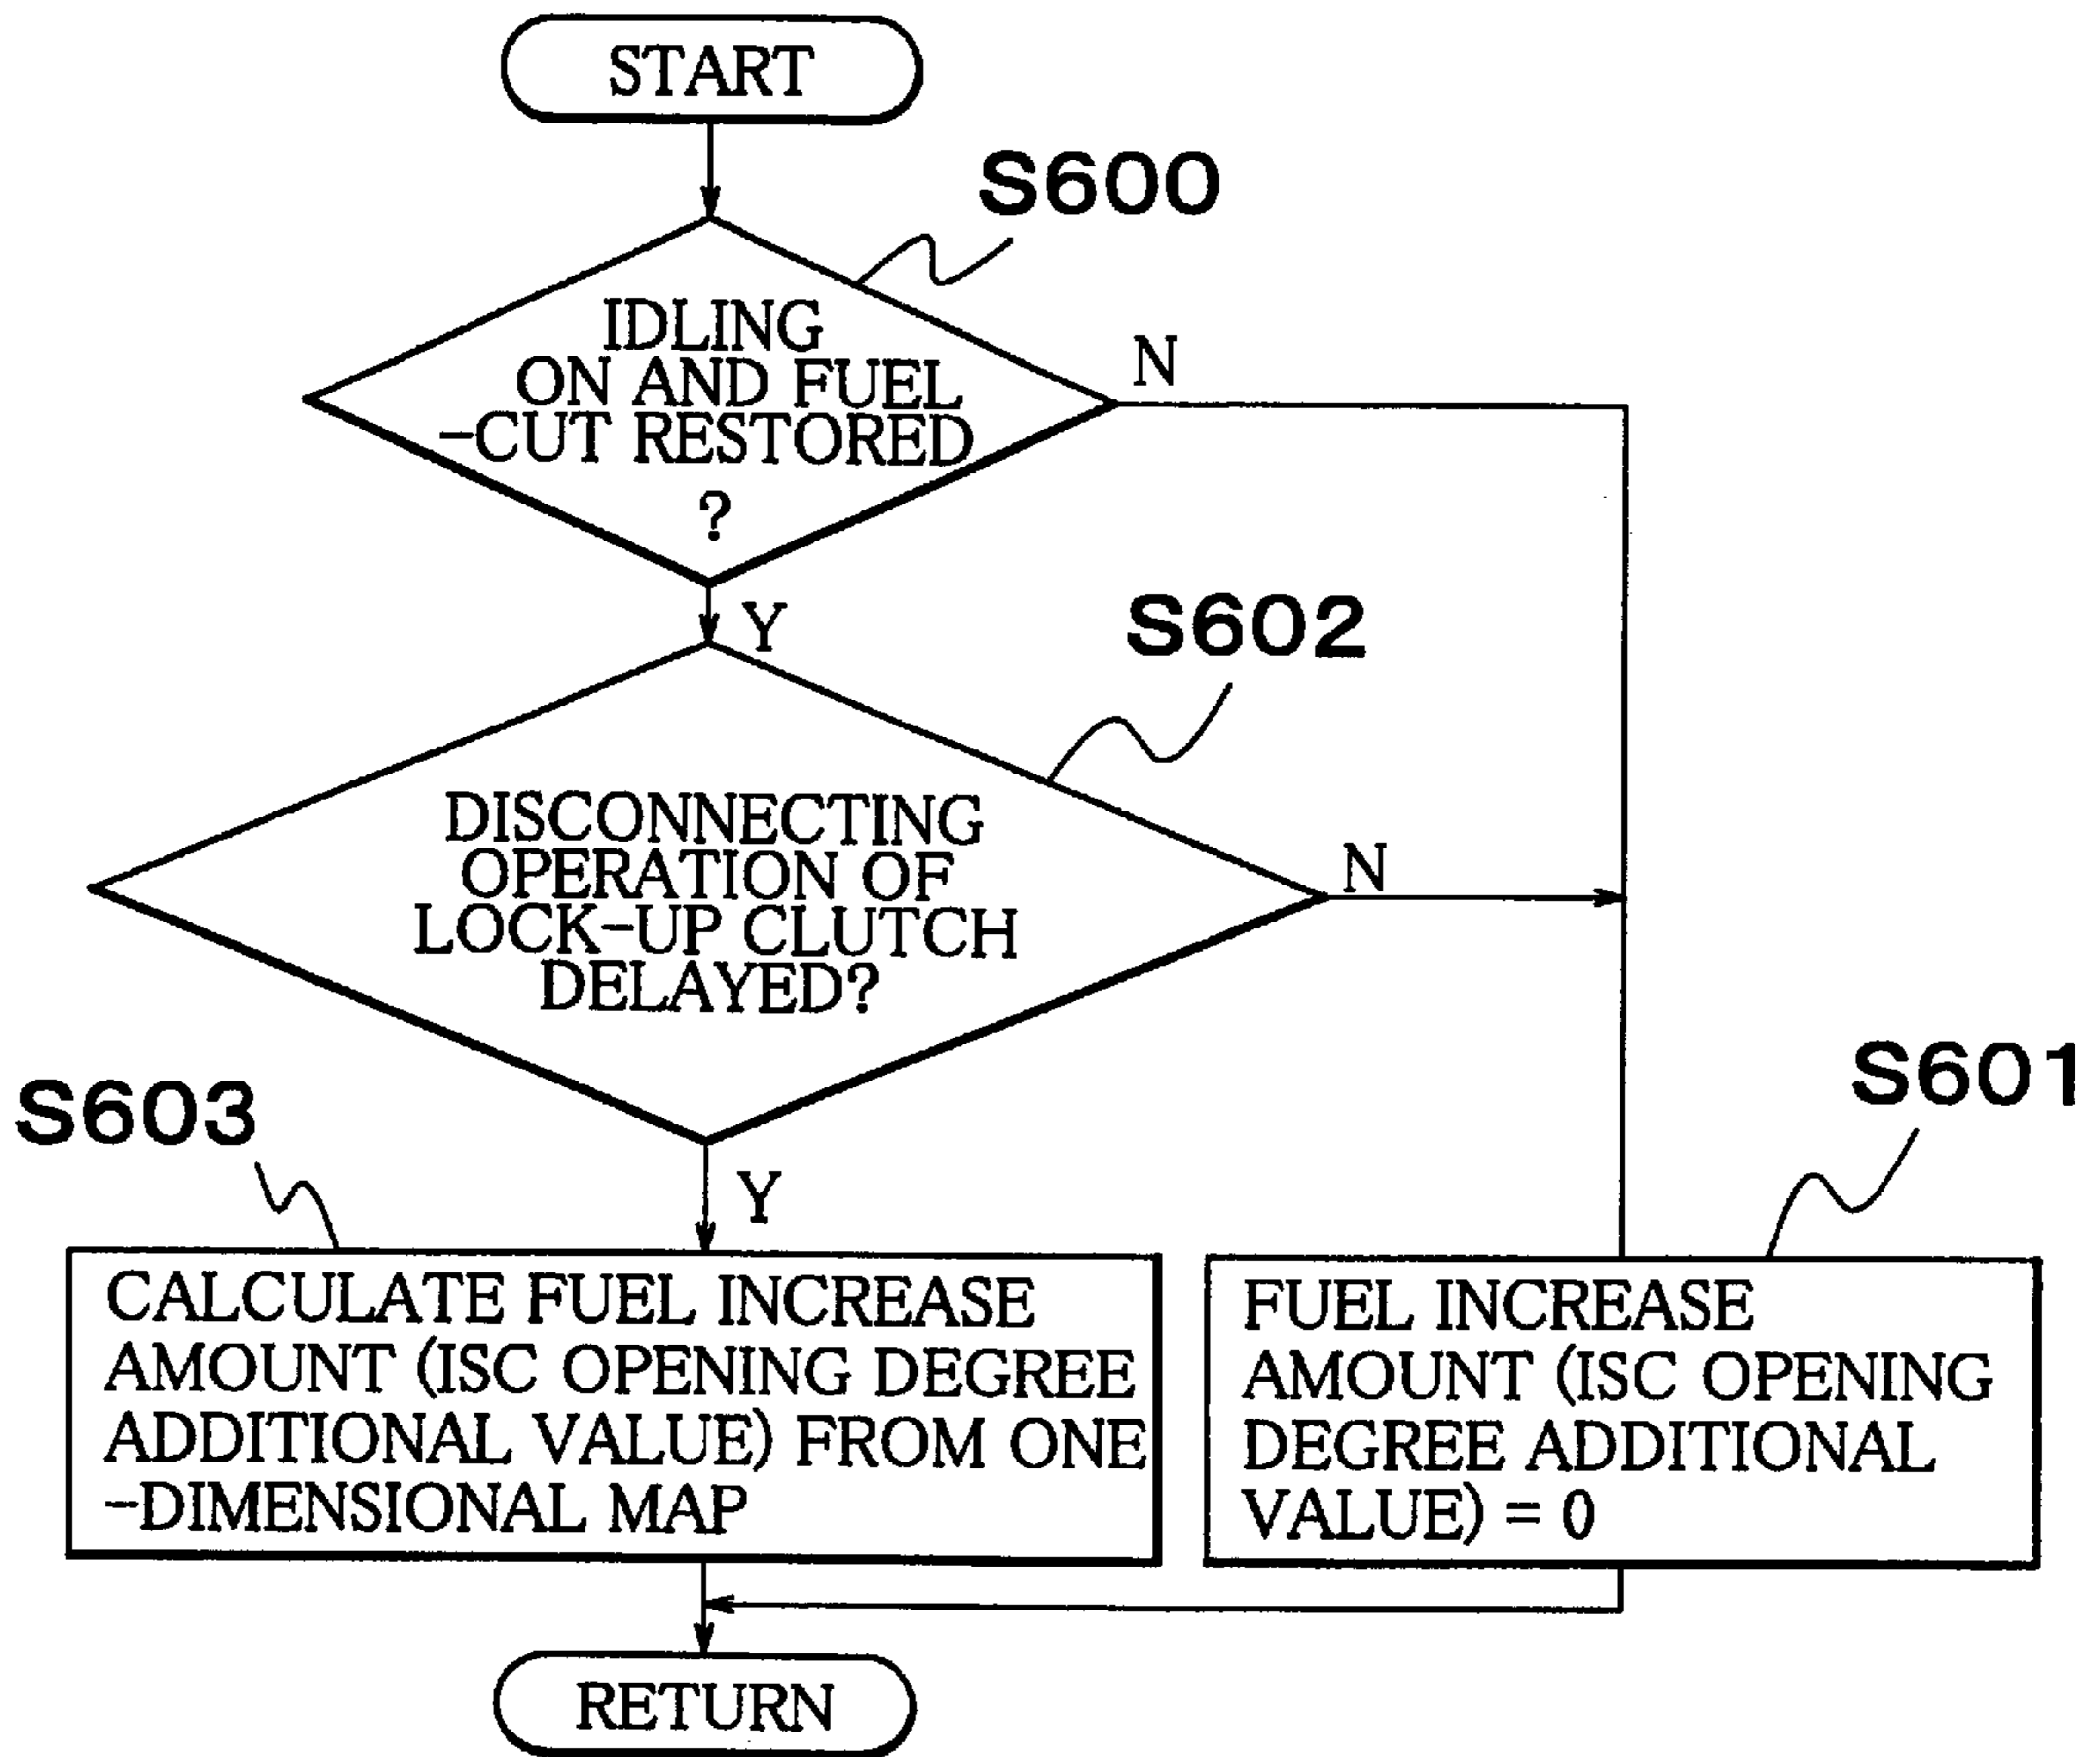 START
S600
IDLING
ON AND FUEL
-CUT RESTORED
?
N
Y
S602
DISCONNECTING
OPERATION OF
LOCK-UP CLUTCH
DELAYED?
N
Y
S603
S601
CALCULATE FUEL INCREASE
AMOUNT (ISC OPENING DEGREE
ADDITIONAL VALUE) FROM ONE
-DIMENSIONAL MAP
FUEL INCREASE
AMOUNT (ISC OPENING
DEGREE ADDITIONAL
VALUE) = 0
RETURN